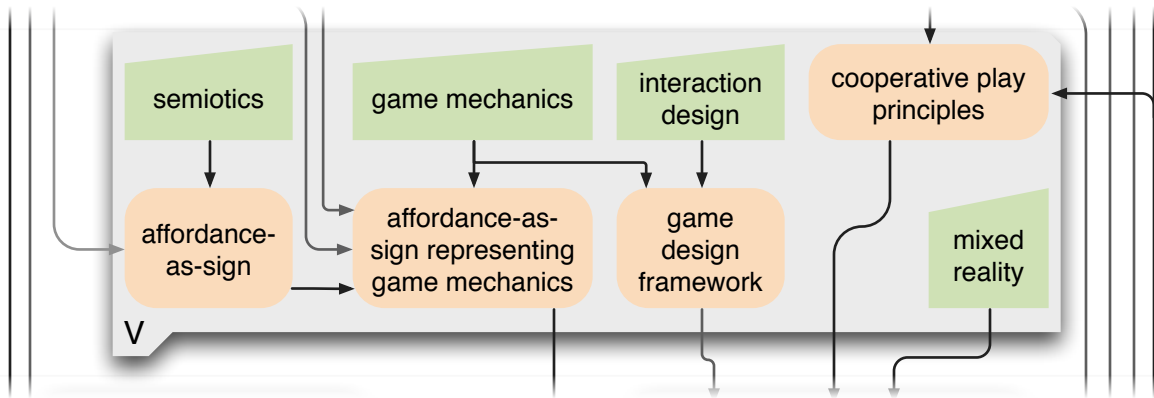 semiotics
game mechanics
interaction
design
cooperative play
principles
affordance-
as-sign
affordance-as-
sign representing
game mechanics
game
design
framework
mixed
reality
V